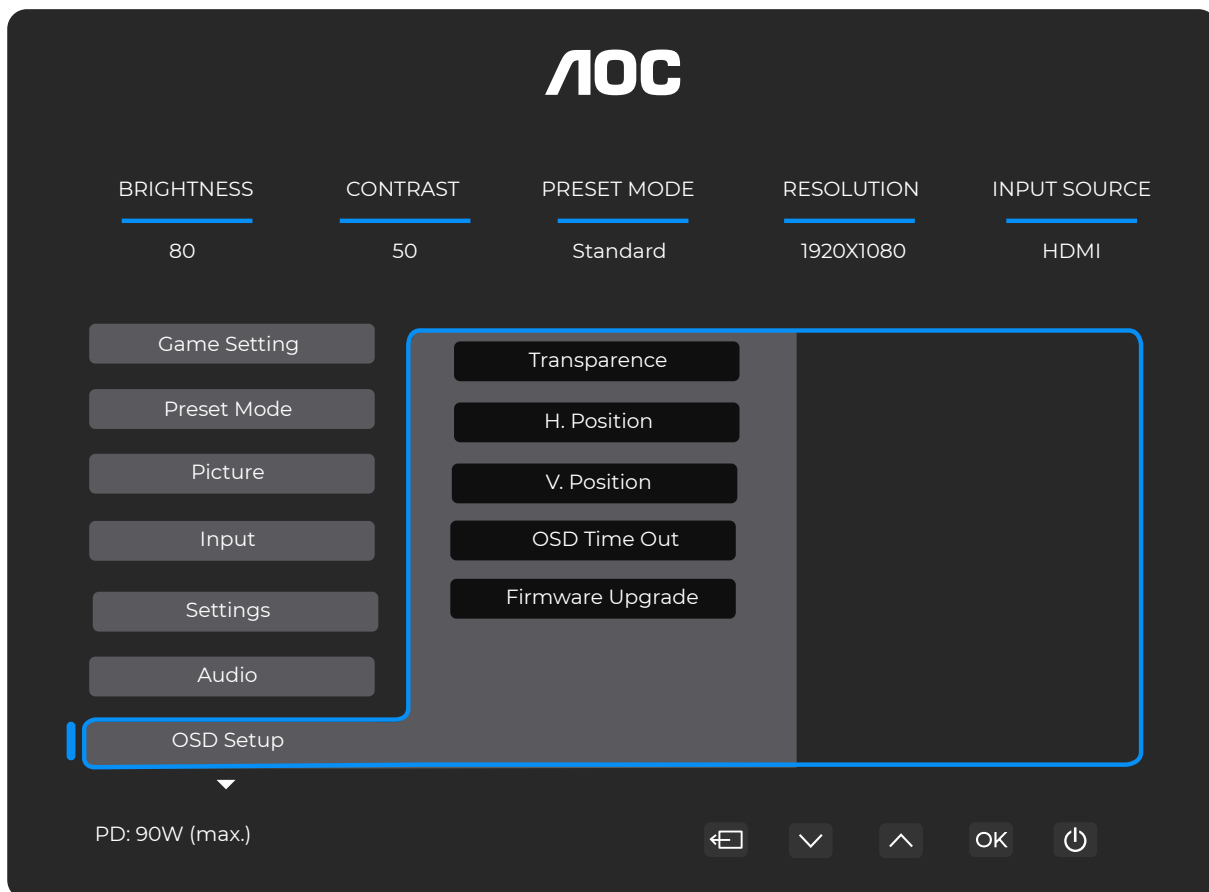 AOC
BRIGHTNESS CONTRAST PRESET MODE RESOLUTION INPUT SOURCE
80 50 Standard 1920X1080 HDMI
Game Setting
Preset Mode
Picture
Input
Settings
Audio
OSD Setup
Transparence
H. Position
V. Position
OSD Time Out
Firmware Upgrade
PD: 90W (max.)
OK